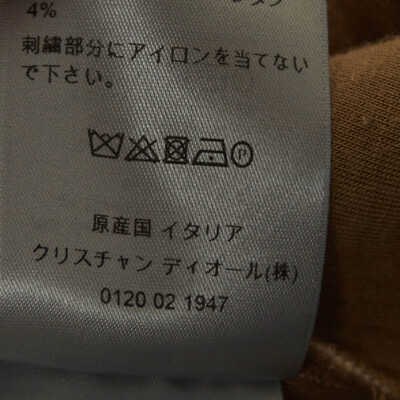 4%
刺繍部分にアイロンを当てない
で下さい。
P
原産国 イタリア
クリスチャン ディオール(株)
0120 02 1947